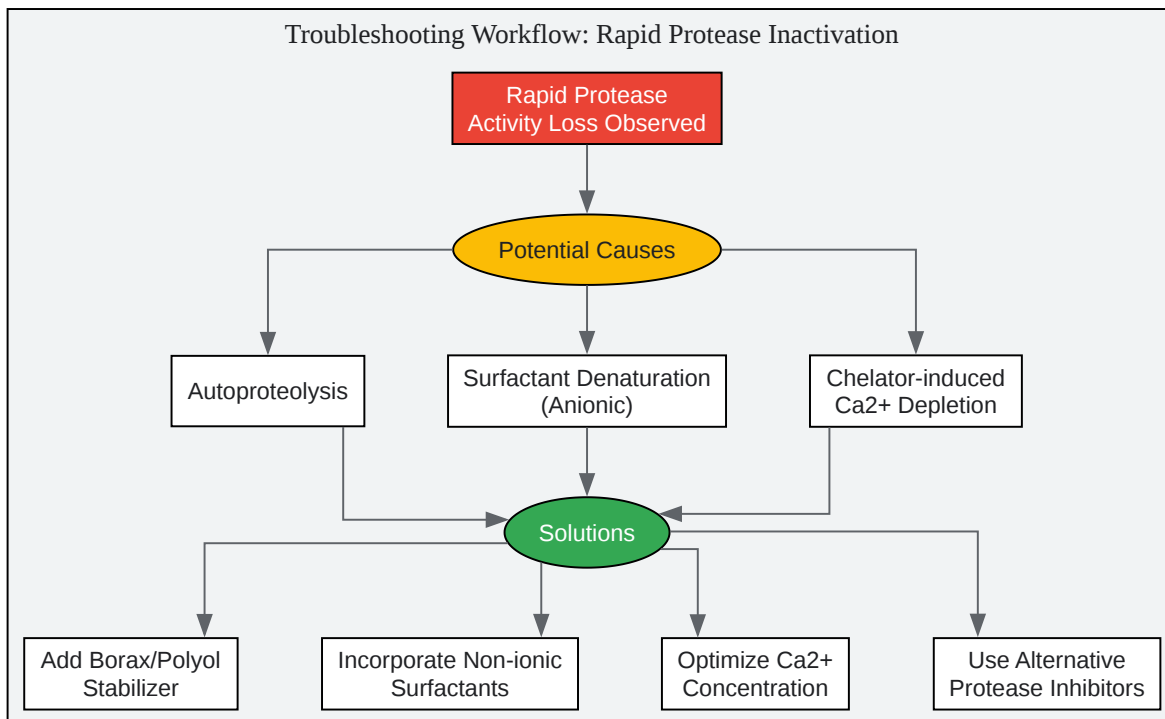 Troubleshooting Workflow: Rapid Protease Inactivation
Rapid Protease
Activity Loss Observed
Potential Causes
Autoproteolysis
Surfactant Denaturation
(Anionic)
Chelator-induced
Ca2+ Depletion
Solutions
Add Borax/Polyol
Stabilizer
Incorporate Non-ionic
Surfactants
Optimize Ca2+
Concentration
Use Alternative
Protease Inhibitors